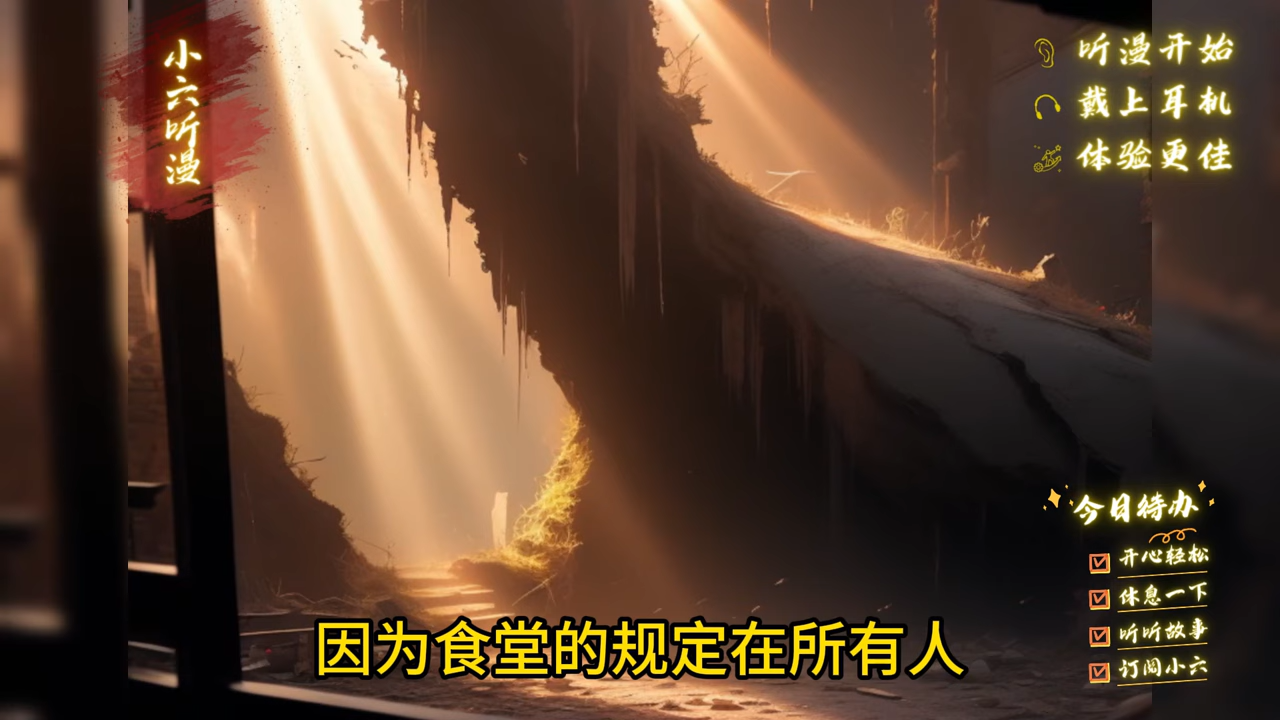 小六听漫
听漫开始
戴上耳机
体验更佳
今日待办
开心轻松
休息一下
听听故事
订阅小六
因为食堂的规定在所有人